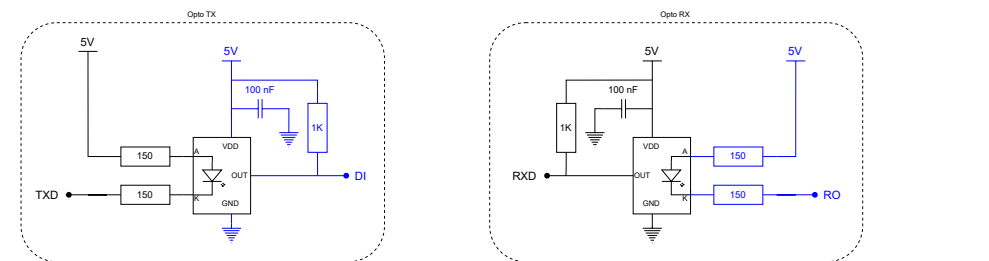 Opto TX
5V
5V
100 nF
1K
VDD
150
A
OUT
DI
TXD
150
K
GND
Opto RX
5V
5V
100 nF
1K
VDD
A
150
RXD
OUT
K
150
RO
GND